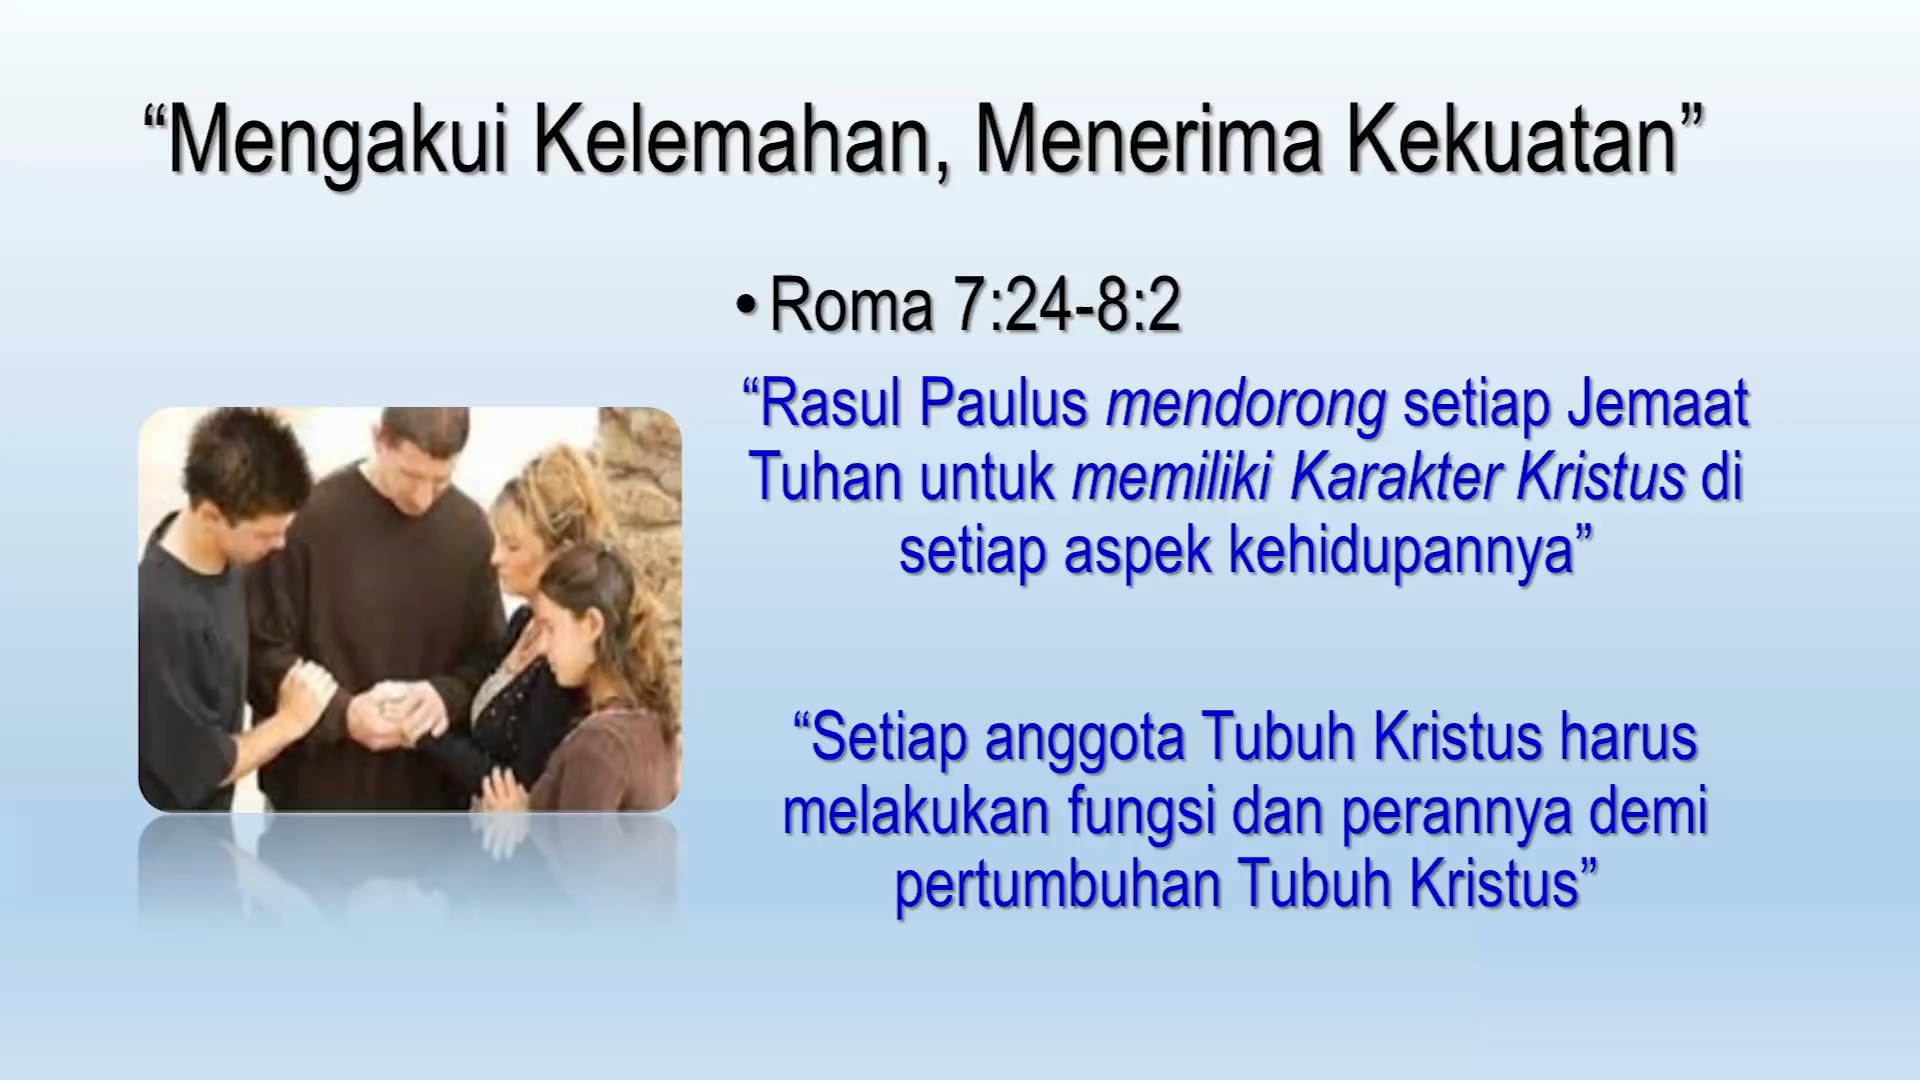 “Mengakui Kelemahan, Menerima Kekuatan”
• Roma 7:24-8:2
“Rasul Paulus mendorong setiap Jemaat
Tuhan untuk memiliki Karakter Kristus di
setiap aspek kehidupannya”
“Setiap anggota Tubuh Kristus harus
melakukan fungsi dan perannya demi
pertumbuhan Tubuh Kristus”